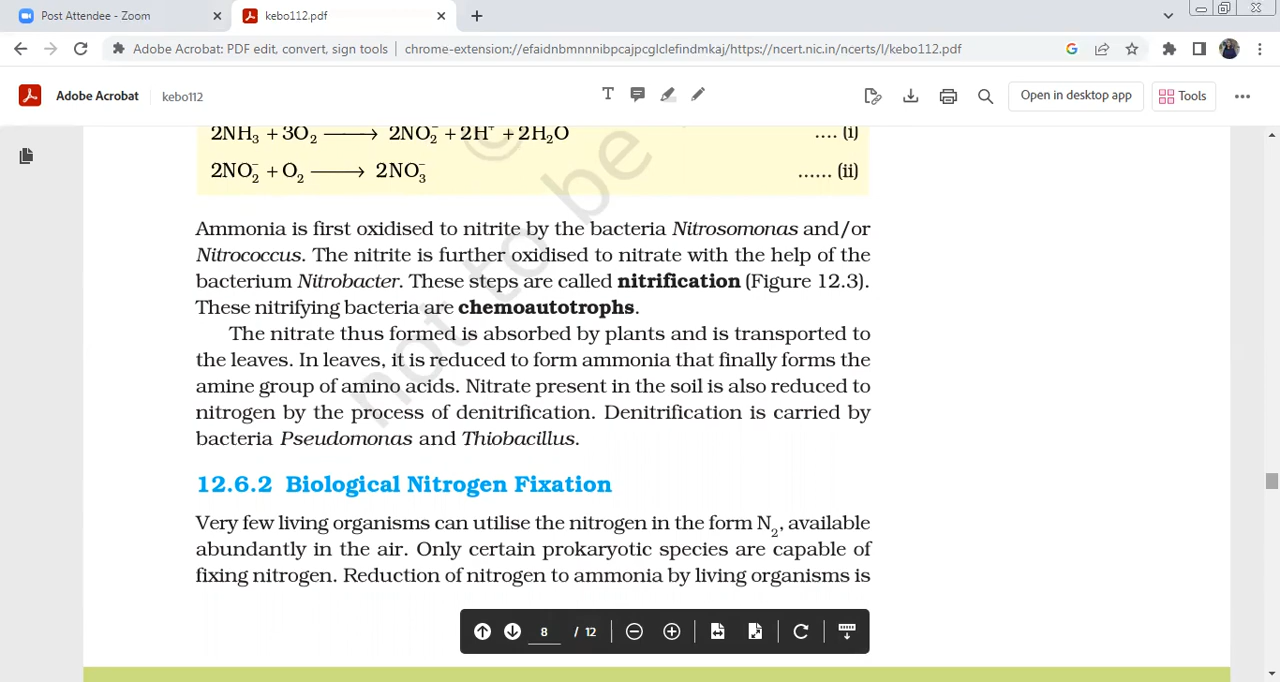 Post Attendee - Zoom
kebo112.pdf
Adobe Acrobat: PDF edit, convert, sign tools | chrome-extension://efaidnbmnnnibpcajpcglclefindmkaj/https://ncert.nic.in/ncerts/l/kebo112.pdf
Adobe Acrobat kebo112 Open in desktop app Tools
2NH₃ + 3O₂ ⟶ 2NO₂⁻ + 2H⁺ + 2H₂O .... (i)
2NO₂⁻ + O₂ ⟶ 2NO₃⁻ ...... (ii)
Ammonia is first oxidised to nitrite by the bacteria Nitrosomonas and/or
Nitrococcus. The nitrite is further oxidised to nitrate with the help of the
bacterium Nitrobacter. These steps are called nitrification (Figure 12.3).
These nitrifying bacteria are chemoautotrophs.
The nitrate thus formed is absorbed by plants and is transported to
the leaves. In leaves, it is reduced to form ammonia that finally forms the
amine group of amino acids. Nitrate present in the soil is also reduced to
nitrogen by the process of denitrification. Denitrification is carried by
bacteria Pseudomonas and Thiobacillus.
12.6.2 Biological Nitrogen Fixation
Very few living organisms can utilise the nitrogen in the form N₂, available
abundantly in the air. Only certain prokaryotic species are capable of
fixing nitrogen. Reduction of nitrogen to ammonia by living organisms is
© not to be
8 / 12